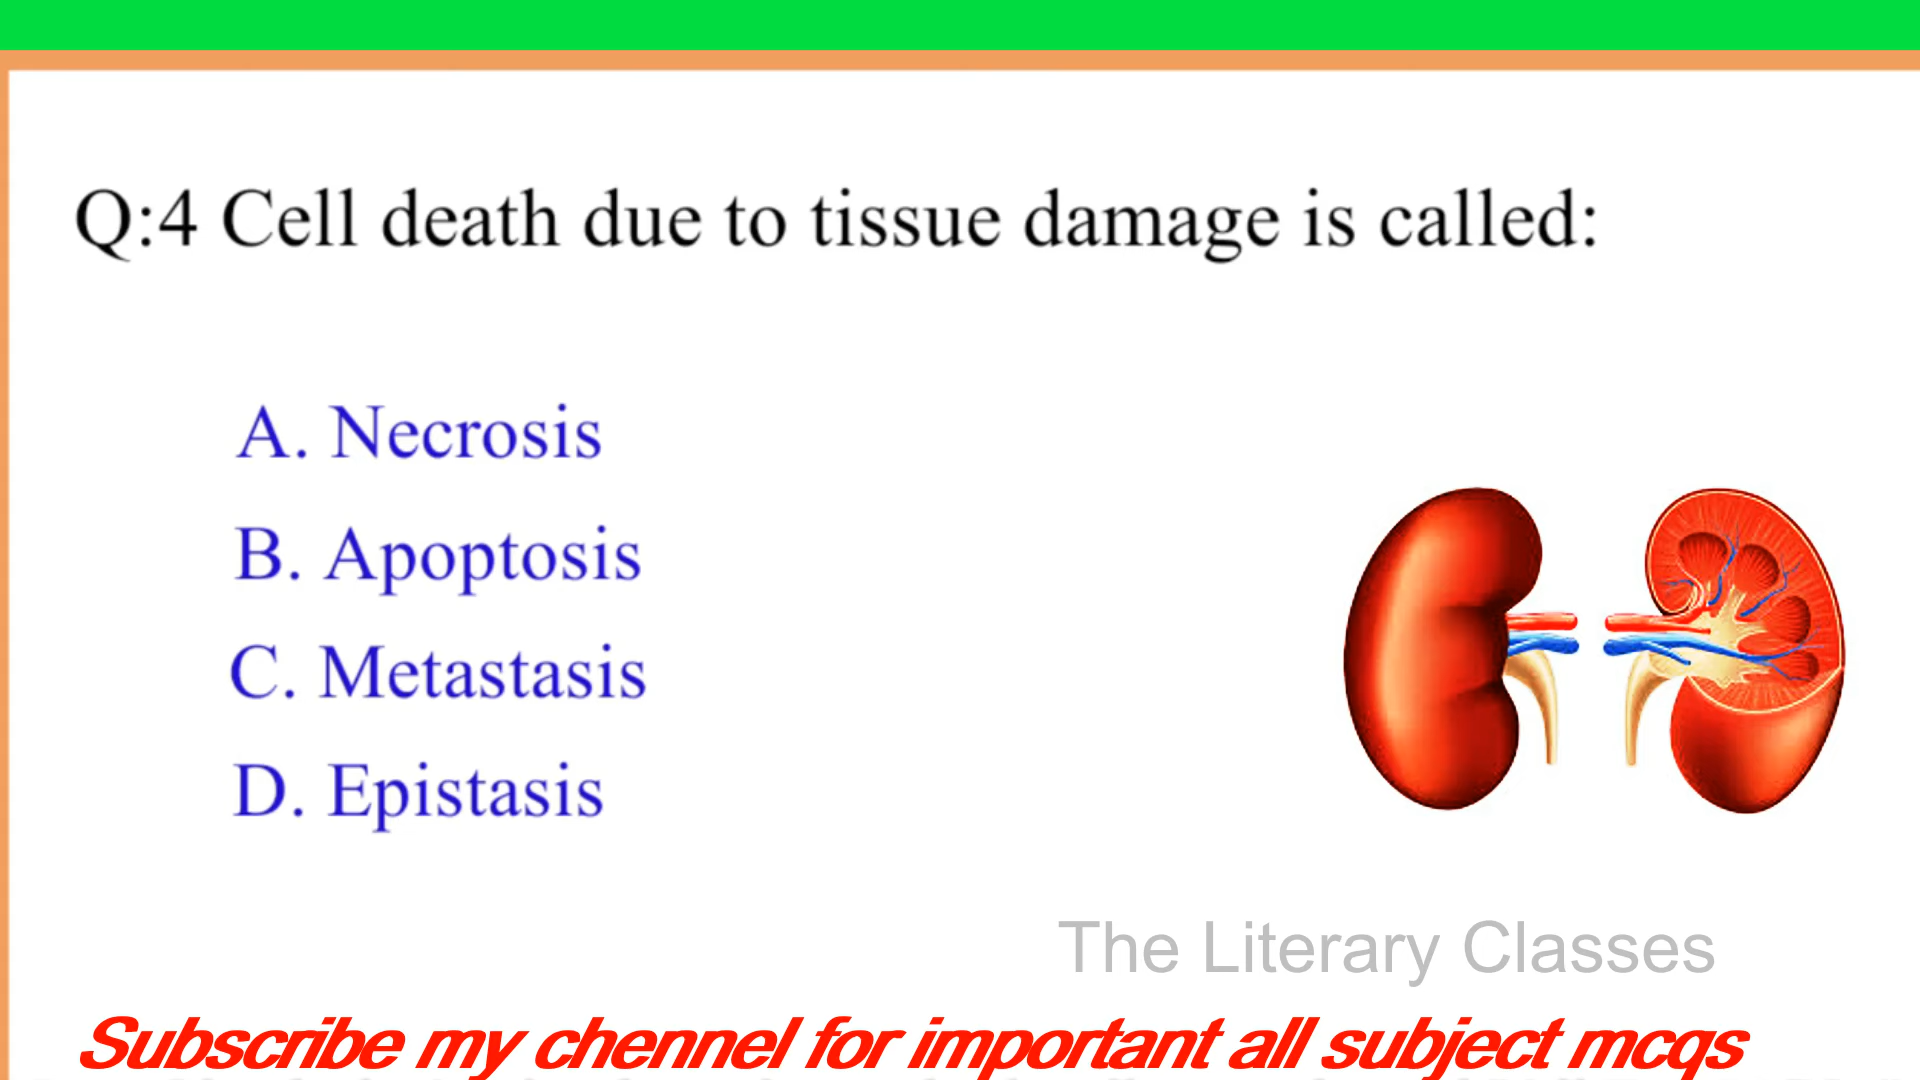 Q:4 Cell death due to tissue damage is called:
A. Necrosis
B. Apoptosis
C. Metastasis
D. Epistasis
The Literary Classes
Subscribe my chennel for important all subject mcqs